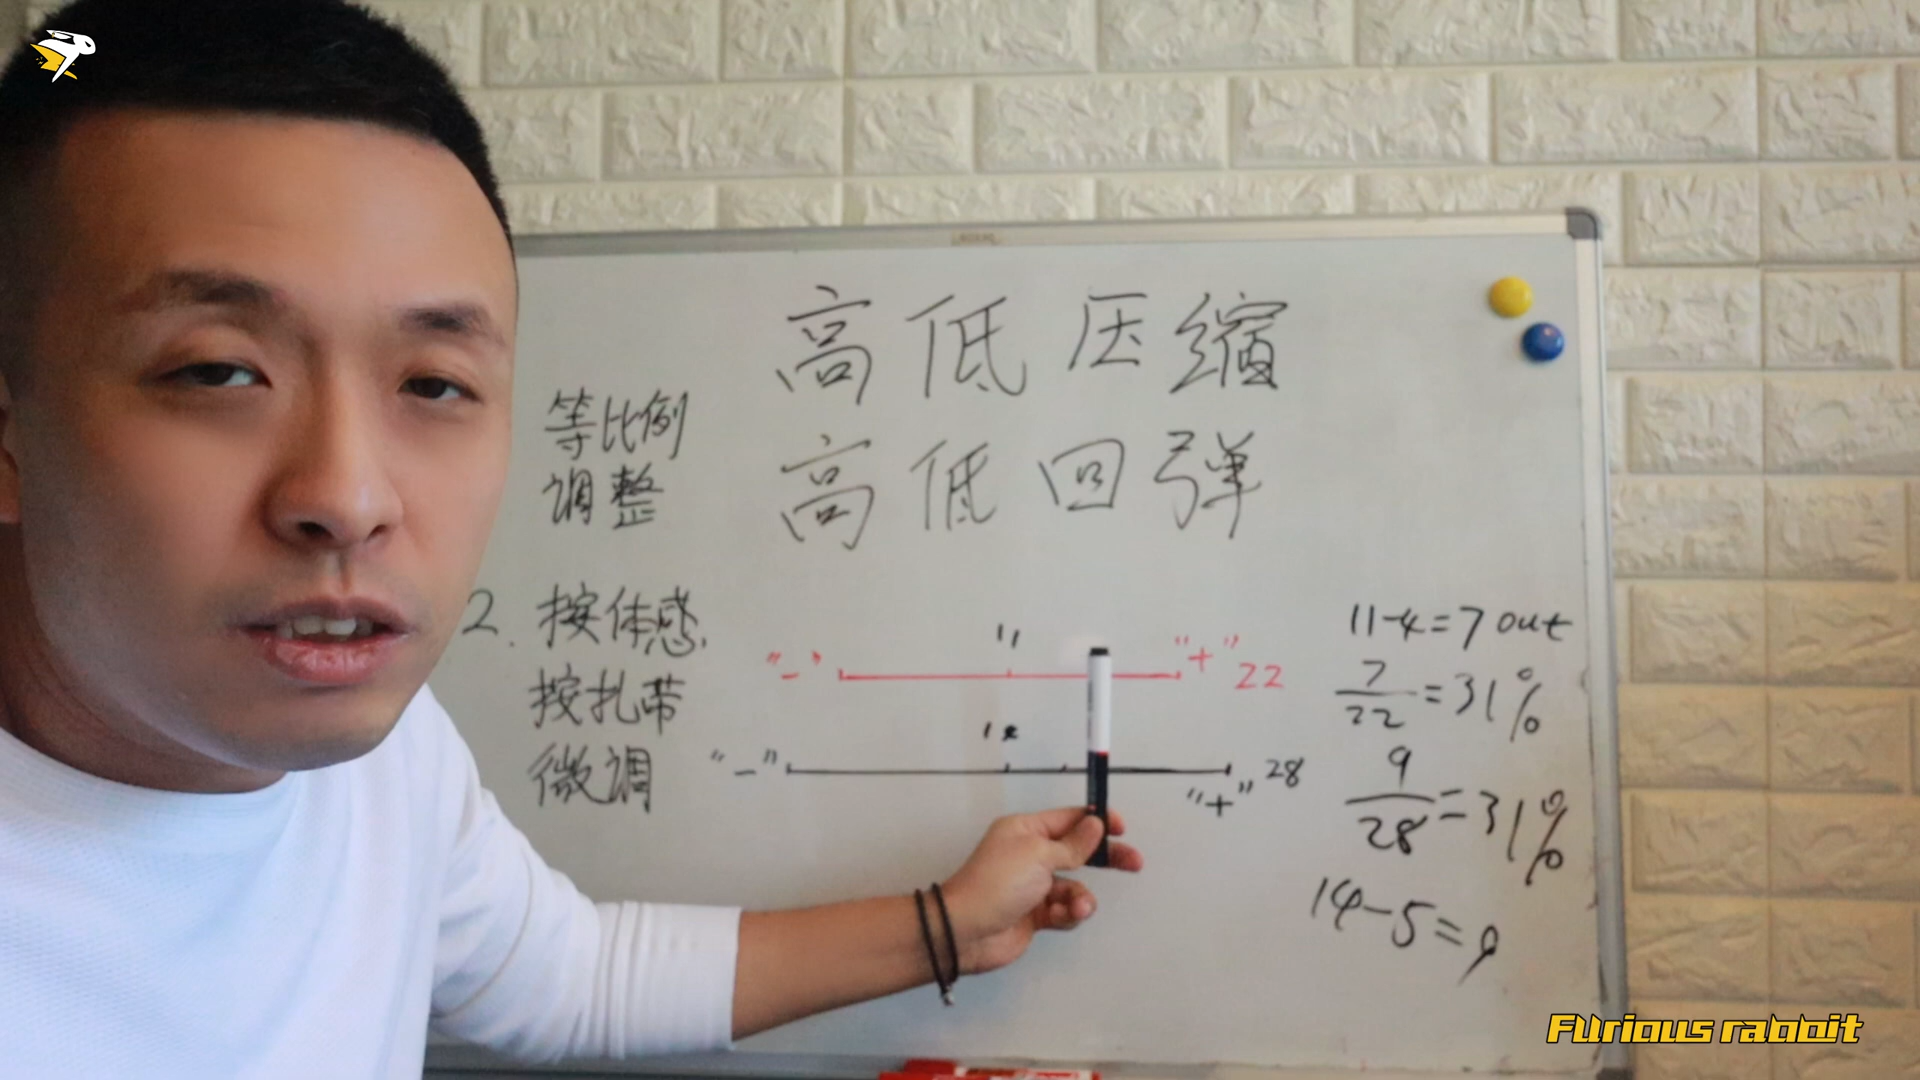 高低压缩
高低回弹
等比例
调整
2. 按体感,
按扎带
微调
11
"-" "+" 22
"-" "+" 28
11-4=7 out
7/22=31%
9/28=31%
14-5=9
Furious rabbit